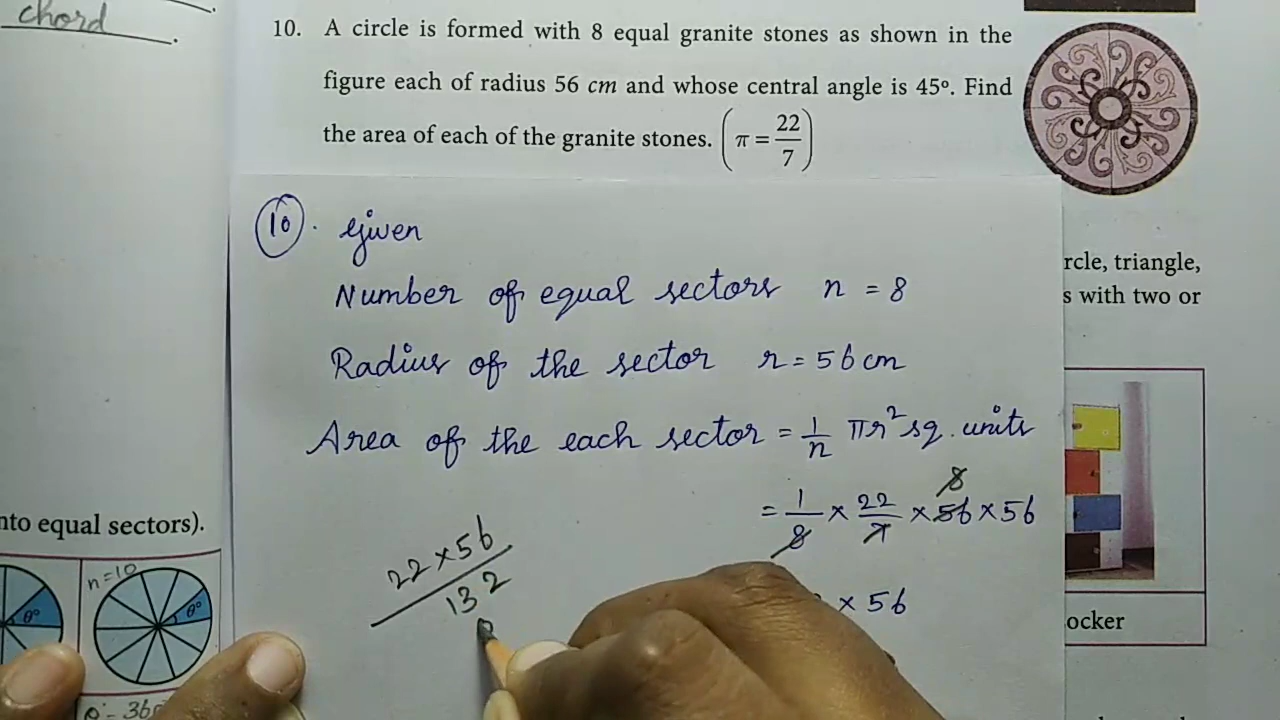 chord
.
.
10. A circle is formed with 8 equal granite stones as shown in the
figure each of radius 56 cm and whose central angle is 45º. Find
the area of each of the granite stones. (π = 22/7)
10. Given
Number of equal sectors n = 8
Radius of the sector r = 56 cm
Area of the each sector = 1/n πr² sq. units
= 1/8 × 22/7 × 56 × 56
8
× 56
22 × 56
132
rcle, triangle,
s with two or
ocker
nto equal sectors).
n = 10
θ°
θ°